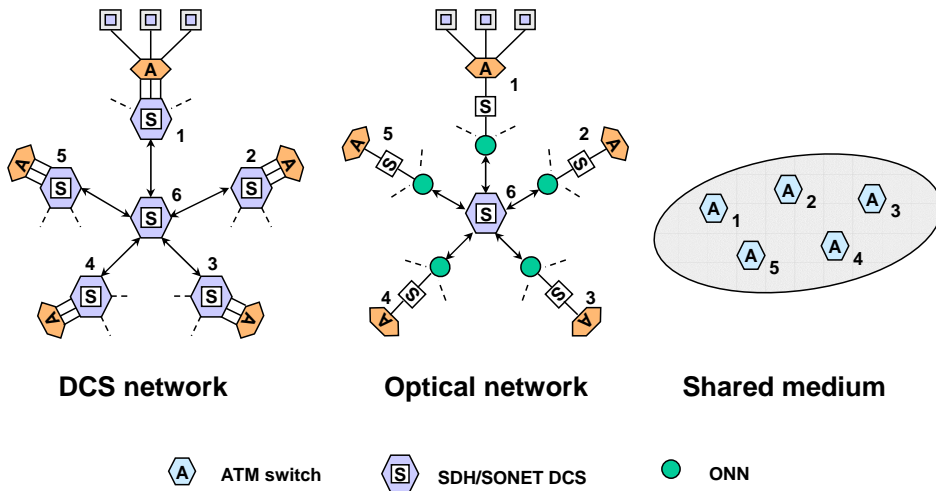 A
S
1
5
2
A
S
6
S
A
S
4
3
S
A
S
A
A
1
S
5
2
A
S
S
A
6
S
4
3
S
A
S
A
A
1
A
2
A
3
A
4
A
5
DCS network
Optical network
Shared medium
A
ATM switch
S
SDH/SONET DCS
ONN